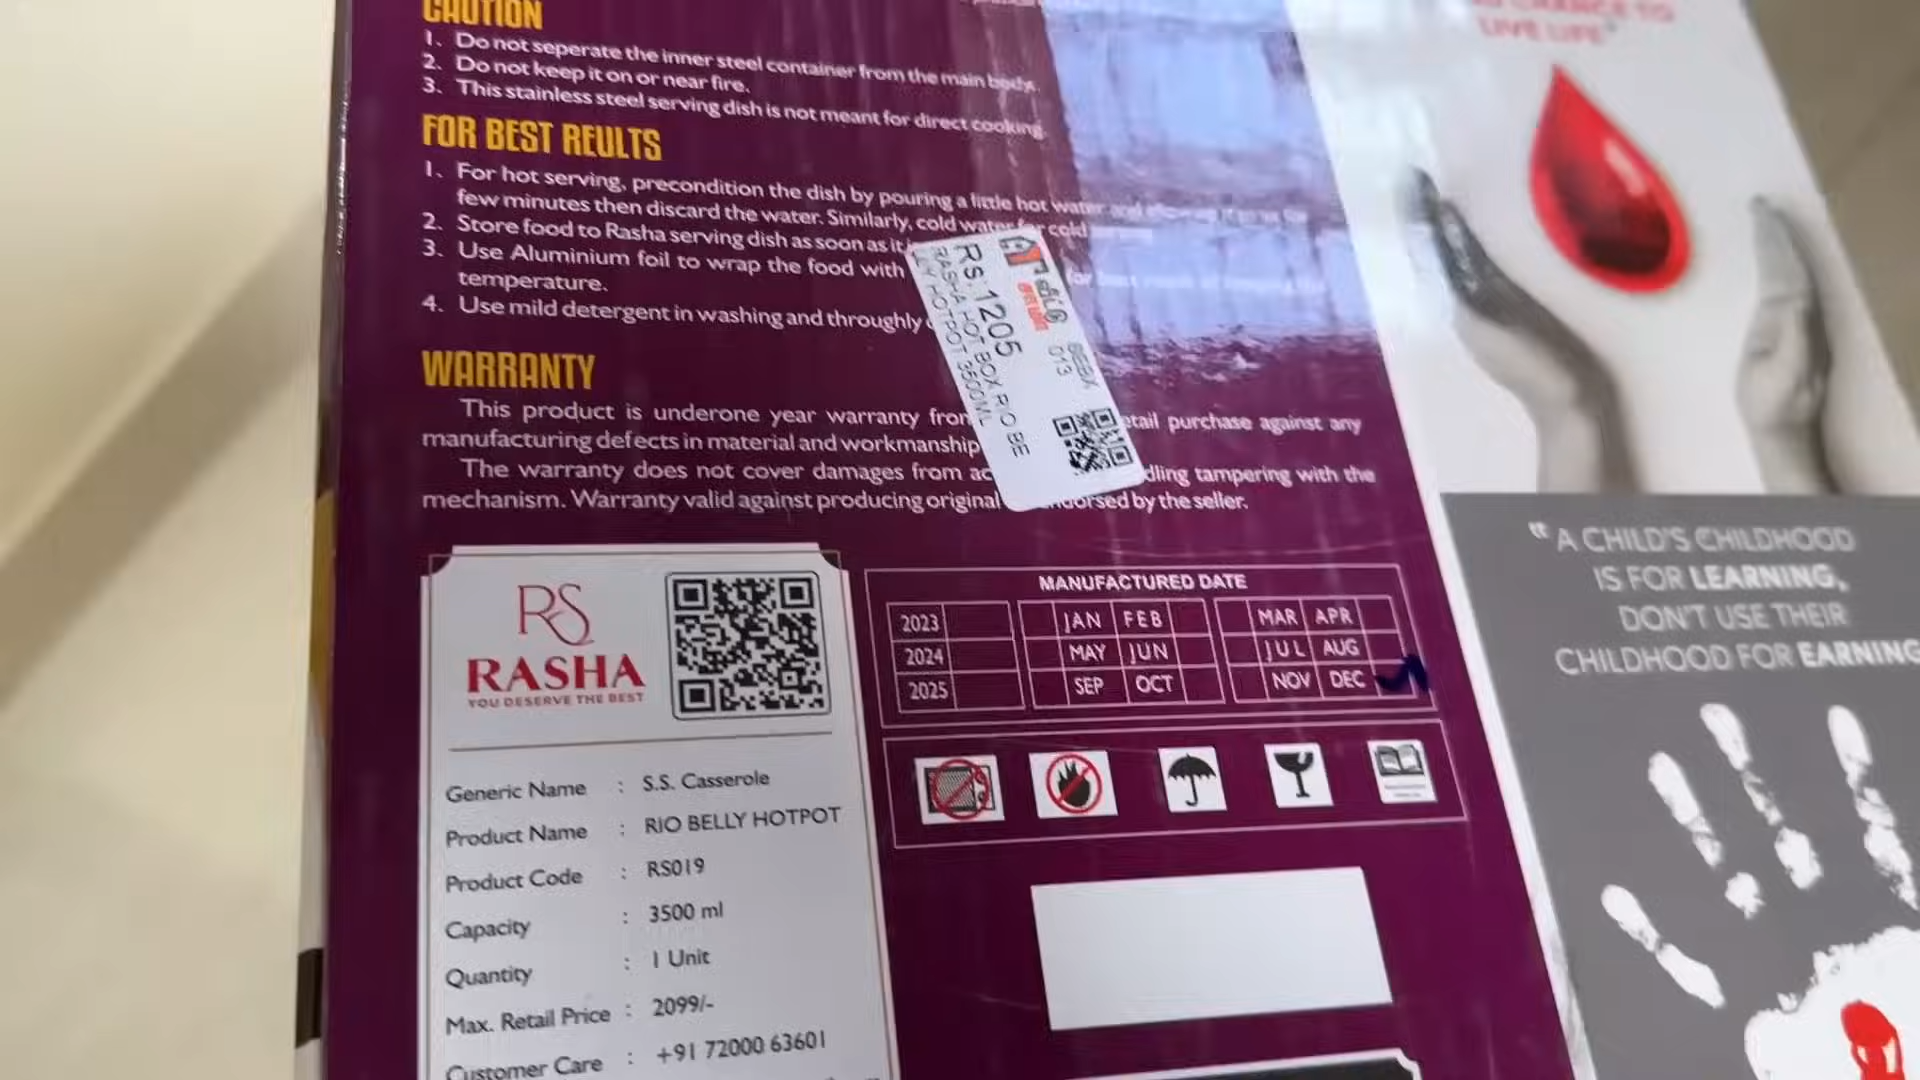 CAUTION
1. Do not seperate the inner steel container from the main body.
2. Do not keep it on or near fire.
3. This stainless steel serving dish is not meant for direct cooking.
FOR BEST REULTS
1. For hot serving, precondition the dish by pouring a little hot water and
few minutes then discard the water. Similarly, cold water for cold
2. Store food to Rasha serving dish as soon as it
3. Use Aluminium foil to wrap the food with for best
temperature.
4. Use mild detergent in washing and throughly
Rs.1205
RASHA HOT BOX RIO BE
LLY HOTPOT 3500ML
013
WARRANTY
This product is underone year warranty from etail purchase against any
manufacturing defects in material and workmanship
The warranty does not cover damages from ac dling tampering with the
mechanism. Warranty valid against producing original dorsed by the seller.
RS
RASHA
YOU DESERVE THE BEST
Generic Name : S.S. Casserole
Product Name : RIO BELLY HOTPOT
Product Code : RS019
Capacity : 3500 ml
Quantity : 1 Unit
Max. Retail Price : 2099/-
Customer Care : +91 72000 63601
MANUFACTURED DATE
2023 JAN FEB MAR APR
2024 MAY JUN JUL AUG
2025 SEP OCT NOV DEC
LIVE LIFE"
" A CHILD'S CHILDHOOD
IS FOR LEARNING,
DON'T USE THEIR
CHILDHOOD FOR EARNING